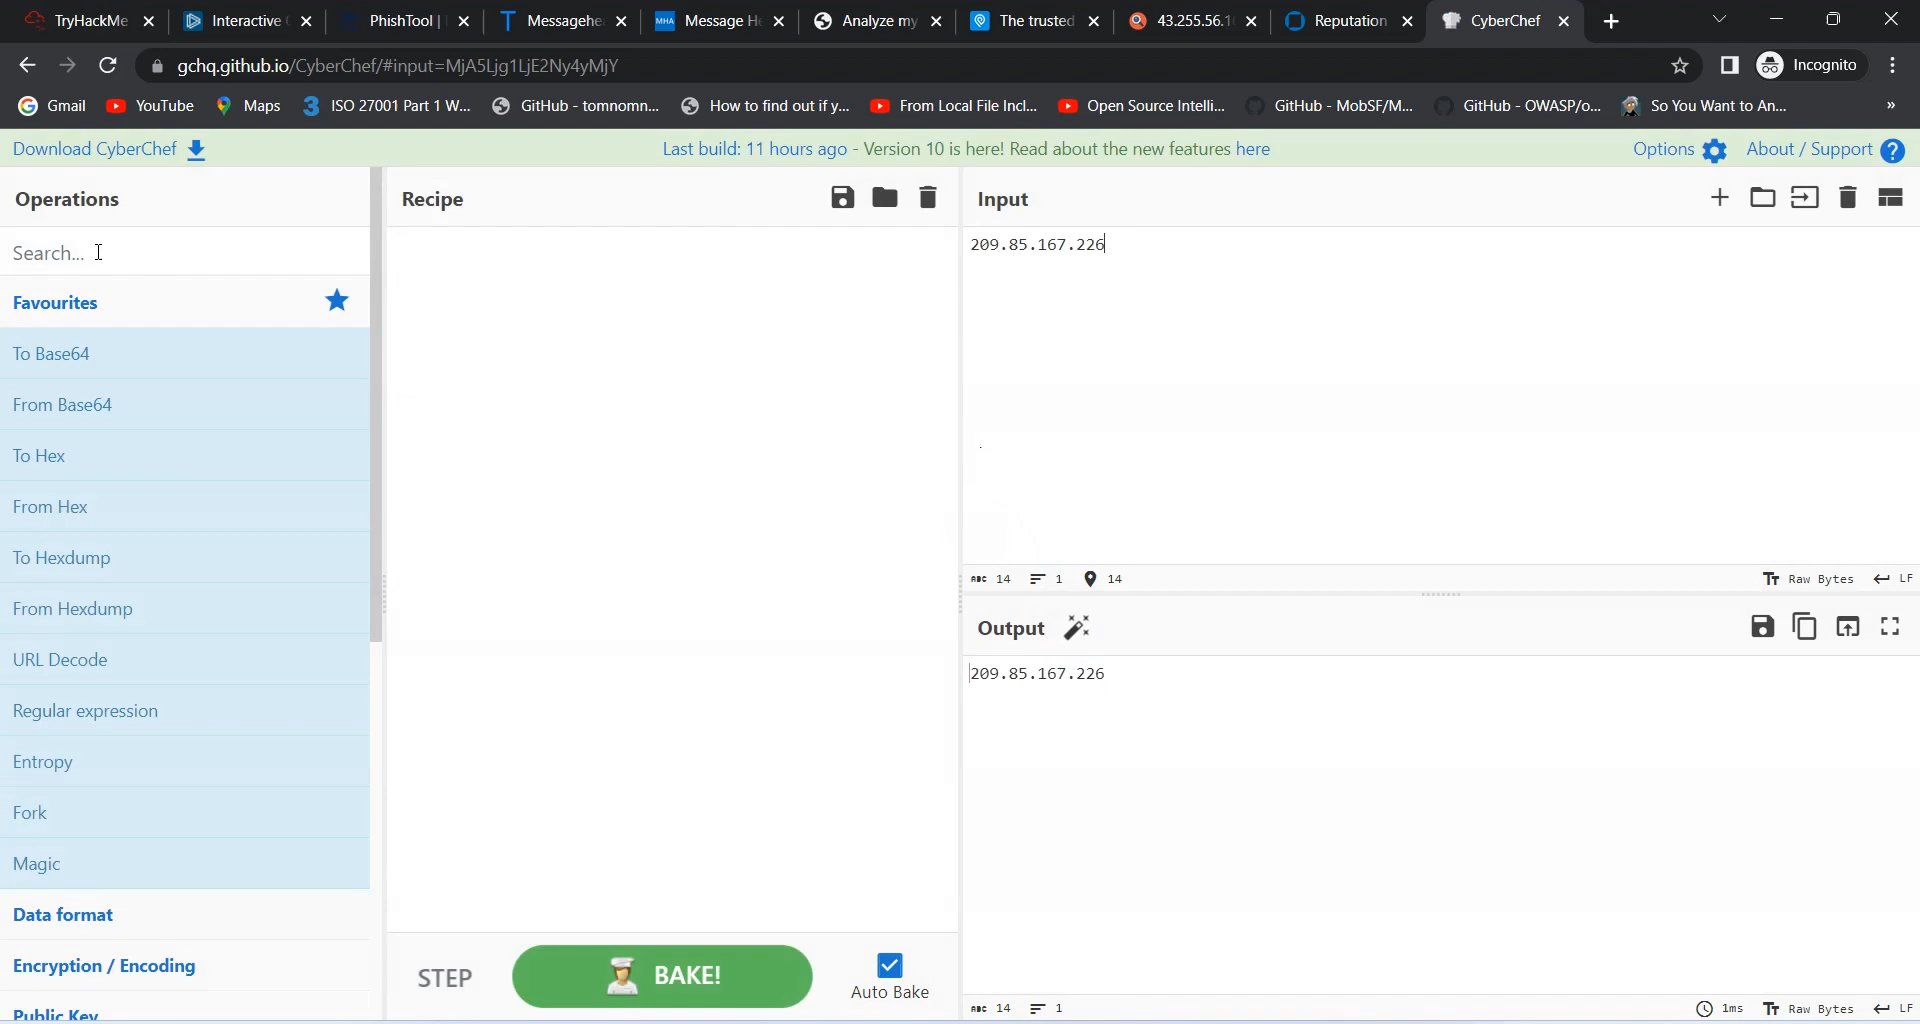 TryHackMe
Interactive
PhishTool |
Messagehe
Message H
Analyze my
The trusted
43.255.56.1
Reputation
CyberChef
gchq.github.io/CyberChef/#input=MjA5Ljg1LjE2Ny4yMjY
Incognito
Gmail
YouTube
Maps
ISO 27001 Part 1 W...
GitHub - tomnomn...
How to find out if y...
From Local File Incl...
Open Source Intelli...
GitHub - MobSF/M...
GitHub - OWASP/o...
So You Want to An...
»
Download CyberChef
Last build: 11 hours ago - Version 10 is here! Read about the new features here
Options
About / Support
Operations
Recipe
Input
Search...
209.85.167.226
Favourites
To Base64
From Base64
To Hex
From Hex
To Hexdump
From Hexdump
URL Decode
Regular expression
Entropy
Fork
Magic
Data format
Encryption / Encoding
Public Key
ABC 14 1 14
Tт Raw Bytes LF
Output
209.85.167.226
STEP
BAKE!
Auto Bake
ABC 14 1
1ms Tт Raw Bytes LF